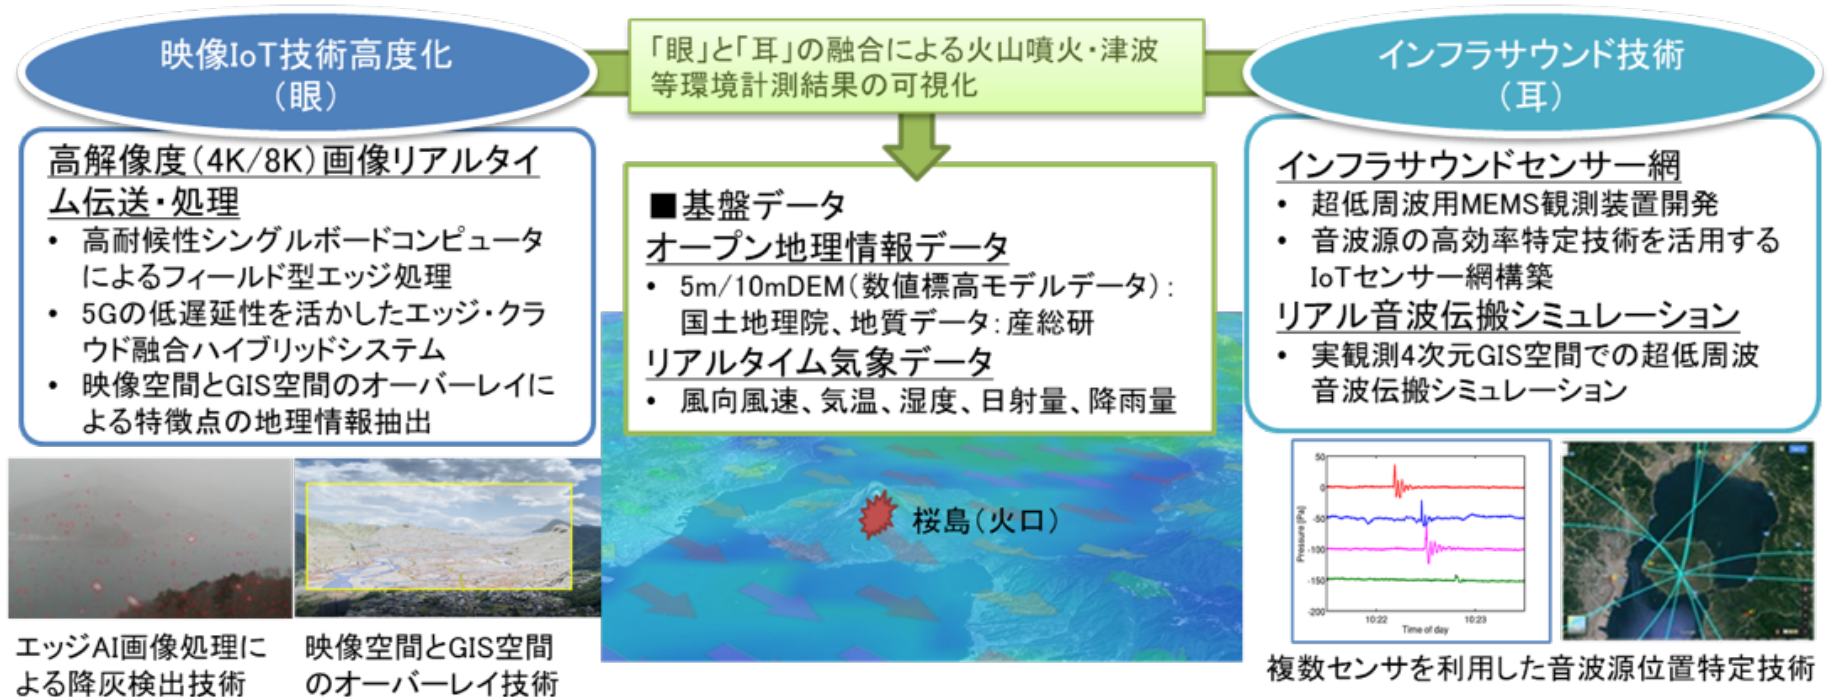 映像IoT技術高度化
（眼）
高解像度（4K/8K）画像リアルタイ
ム伝送・処理
• 高耐候性シングルボードコンピュータ
によるフィールド型エッジ処理
• 5Gの低遅延性を活かしたエッジ・クラ
ウド融合ハイブリッドシステム
• 映像空間とGIS空間のオーバーレイに
よる特徴点の地理情報抽出
エッジAI画像処理に
よる降灰検出技術
映像空間とGIS空間
のオーバーレイ技術
「眼」と「耳」の融合による火山噴火・津波
等環境計測結果の可視化
■基盤データ
オープン地理情報データ
• 5m/10mDEM（数値標高モデルデータ）：
国土地理院、地質データ：産総研
リアルタイム気象データ
• 風向風速、気温、湿度、日射量、降雨量
桜島（火口）
インフラサウンド技術
（耳）
インフラサウンドセンサー網
• 超低周波用MEMS観測装置開発
• 音波源の高効率特定技術を活用する
IoTセンサー網構築
リアル音波伝搬シミュレーション
• 実観測4次元GIS空間での超低周波
音波伝搬シミュレーション
50
0
-50
-100
-150
-200
Pressure [Pa]
10:22
10:23
Time of day
複数センサを利用した音波源位置特定技術